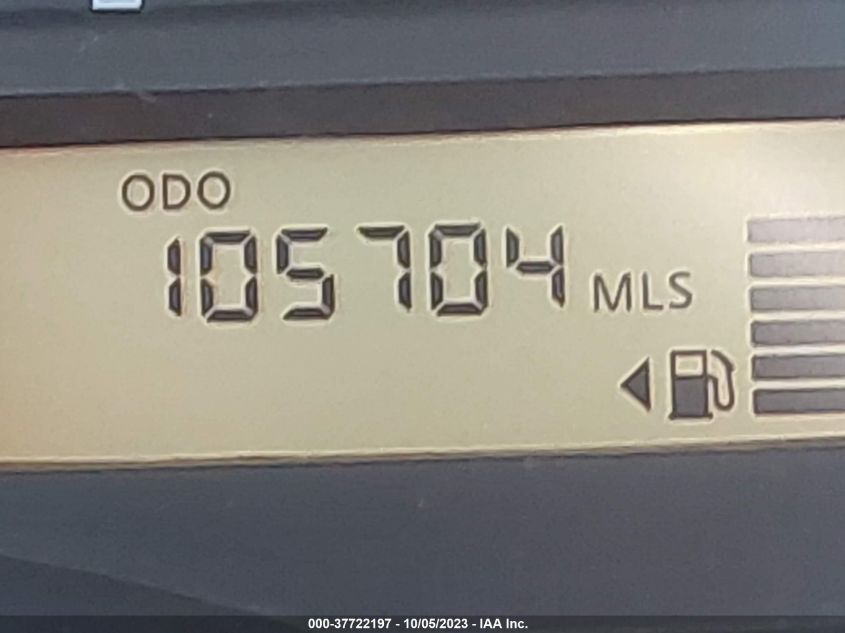 ODO
105704 MLS
000-37722197 - 10/05/2023 - IAA Inc.